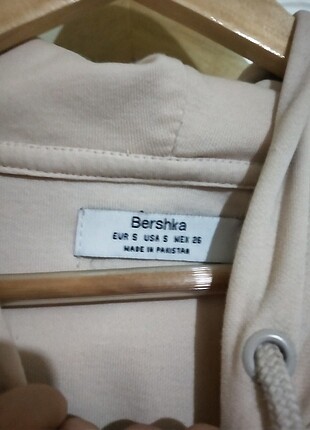 Bershka
EUR S USA S MEX 26
MADE IN PAKISTAN